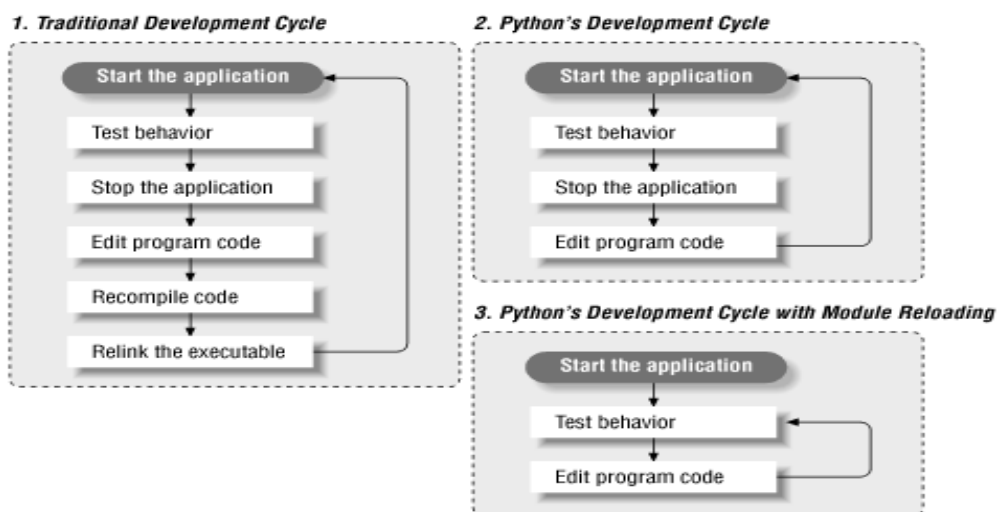 1. Traditional Development Cycle
Start the application
Test behavior
Stop the application
Edit program code
Recompile code
Relink the executable
2. Python's Development Cycle
Start the application
Test behavior
Stop the application
Edit program code
3. Python's Development Cycle with Module Reloading
Start the application
Test behavior
Edit program code